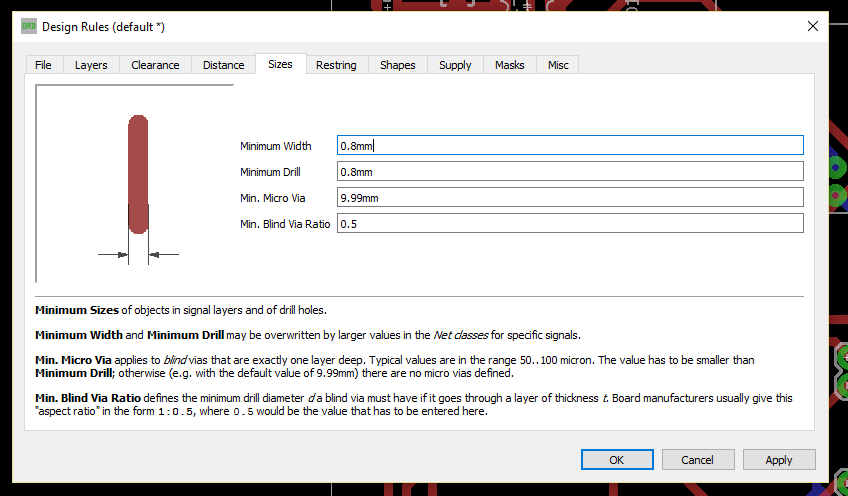 BRD Design Rules (default *)
File Layers Clearance Distance Sizes Restring Shapes Supply Masks Misc
Minimum Width 0.8mm
Minimum Drill 0.8mm
Min. Micro Via 9.99mm
Min. Blind Via Ratio 0.5
Minimum Sizes of objects in signal layers and of drill holes.
Minimum Width and Minimum Drill may be overwritten by larger values in the Net classes for specific signals.
Min. Micro Via applies to blind vias that are exactly one layer deep. Typical values are in the range 50..100 micron. The value has to be smaller than
Minimum Drill; otherwise (e.g. with the default value of 9.99mm) there are no micro vias defined.
Min. Blind Via Ratio defines the minimum drill diameter d a blind via must have if it goes through a layer of thickness t. Board manufacturers usually give this
"aspect ratio" in the form 1:0.5, where 0.5 would be the value that has to be entered here.
OK Cancel Apply